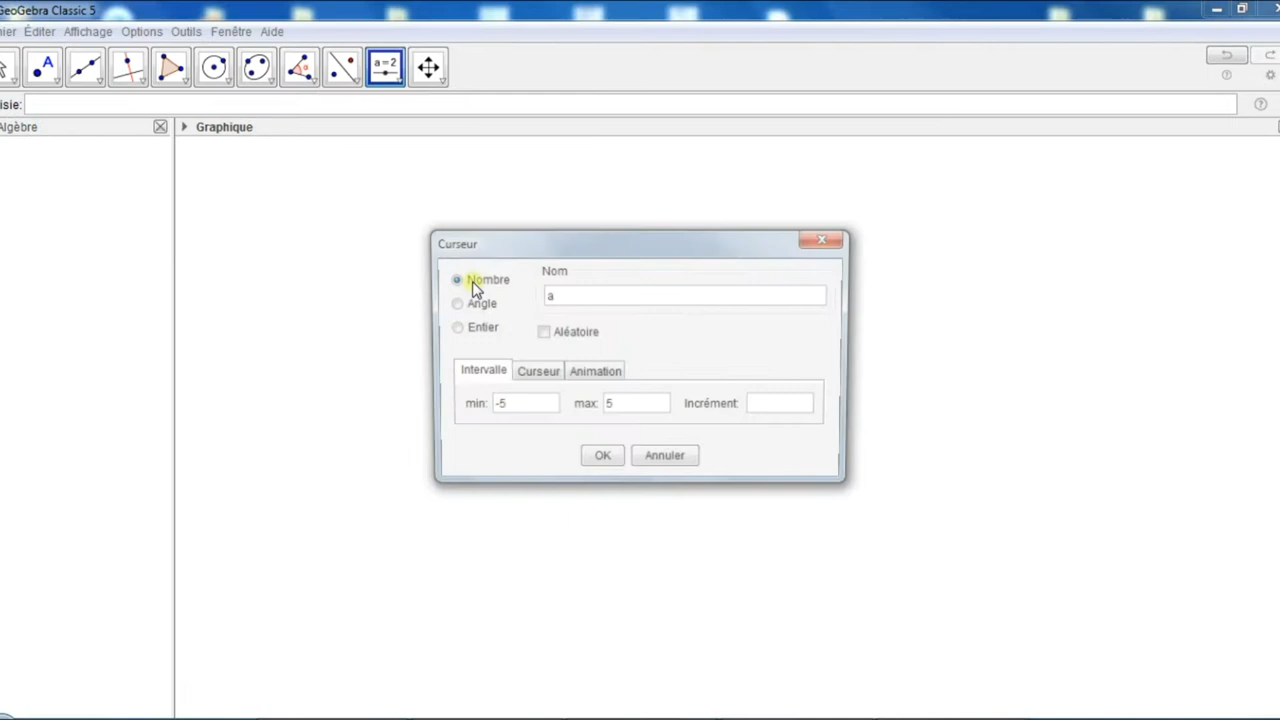 GeoGebra Classic 5
ier Éditer Affichage Options Outils Fenêtre Aide
A a=2
isie:
Algèbre Graphique
Curseur
Nombre Nom
a
Angle
Entier Aléatoire
Intervalle Curseur Animation
min: -5 max: 5 Incrément:
OK Annuler